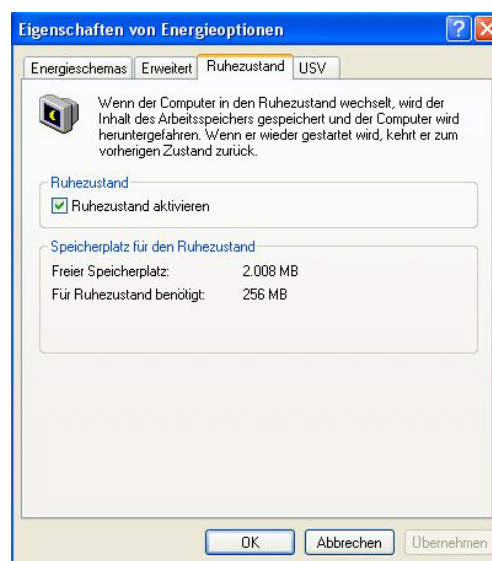 Eigenschaften von Energieoptionen
Energieschemas Erweitert Ruhezustand USV
Wenn der Computer in den Ruhezustand wechselt, wird der
Inhalt des Arbeitsspeichers gespeichert und der Computer wird
heruntergefahren. Wenn er wieder gestartet wird, kehrt er zum
vorherigen Zustand zurück.
Ruhezustand
Ruhezustand aktivieren
Speicherplatz für den Ruhezustand
Freier Speicherplatz: 2.008 MB
Für Ruhezustand benötigt: 256 MB
OK Abbrechen Übernehmen